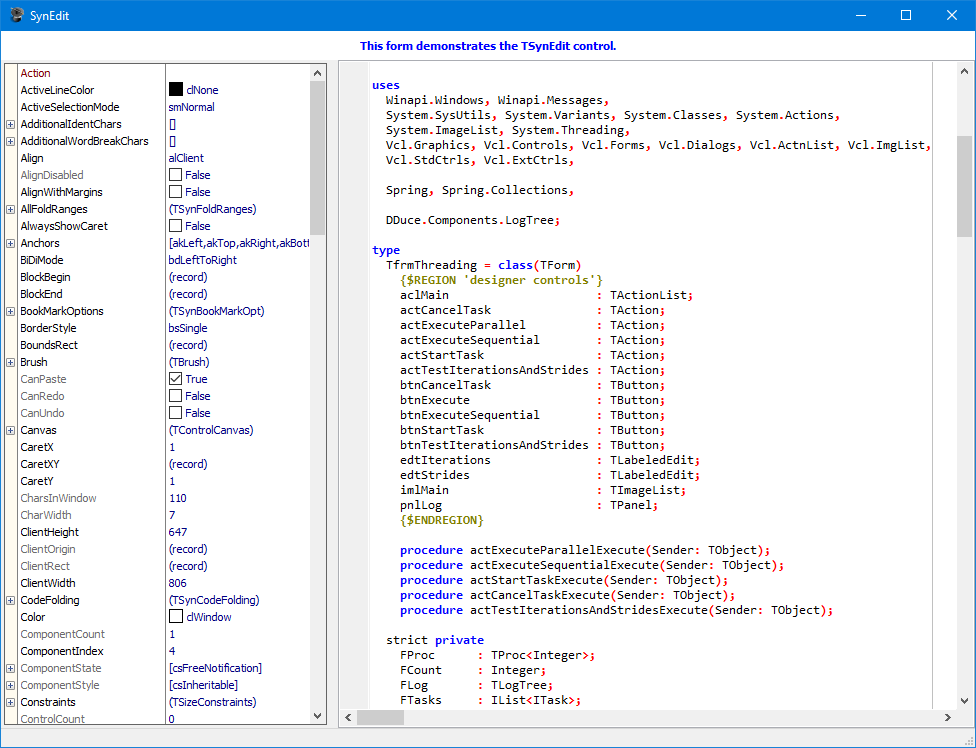 SynEdit
This form demonstrates the TSynEdit control.
Action
ActiveLineColor clNone
ActiveSelectionMode smNormal
AdditionalIdentChars []
AdditionalWordBreakChars []
Align alClient
AlignDisabled False
AlignWithMargins False
AllFoldRanges (TSynFoldRanges)
AlwaysShowCaret False
Anchors [akLeft,akTop,akRight,akBott
BiDiMode bdLeftToRight
BlockBegin (record)
BlockEnd (record)
BookMarkOptions (TSynBookMarkOpt)
BorderStyle bsSingle
BoundsRect (record)
Brush (TBrush)
CanPaste True
CanRedo False
CanUndo False
Canvas (TControlCanvas)
CaretX 1
CaretXY (record)
CaretY 1
CharsInWindow 110
CharWidth 7
ClientHeight 647
ClientOrigin (record)
ClientRect (record)
ClientWidth 806
CodeFolding (TSynCodeFolding)
Color clWindow
ComponentCount 1
ComponentIndex 4
ComponentState [csFreeNotification]
ComponentStyle [csInheritable]
Constraints (TSizeConstraints)
ControlCount 0
uses
Winapi.Windows, Winapi.Messages,
System.SysUtils, System.Variants, System.Classes, System.Actions,
System.ImageList, System.Threading,
Vcl.Graphics, Vcl.Controls, Vcl.Forms, Vcl.Dialogs, Vcl.ActnList, Vcl.ImgList,
Vcl.StdCtrls, Vcl.ExtCtrls,
Spring, Spring.Collections,
DDuce.Components.LogTree;
type
TfrmThreading = class(TForm)
{$REGION 'designer controls'}
aclMain : TActionList;
actCancelTask : TAction;
actExecuteParallel : TAction;
actExecuteSequential : TAction;
actStartTask : TAction;
actTestIterationsAndStrides : TAction;
btnCancelTask : TButton;
btnExecute : TButton;
btnExecuteSequential : TButton;
btnStartTask : TButton;
btnTestIterationsAndStrides : TButton;
edtIterations : TLabeledEdit;
edtStrides : TLabeledEdit;
imlMain : TImageList;
pnlLog : TPanel;
{$ENDREGION}
procedure actExecuteParallelExecute(Sender: TObject);
procedure actExecuteSequentialExecute(Sender: TObject);
procedure actStartTaskExecute(Sender: TObject);
procedure actCancelTaskExecute(Sender: TObject);
procedure actTestIterationsAndStridesExecute(Sender: TObject);
strict private
FProc : TProc<Integer>;
FCount : Integer;
FLog : TLogTree;
FTasks : IList<ITask>;